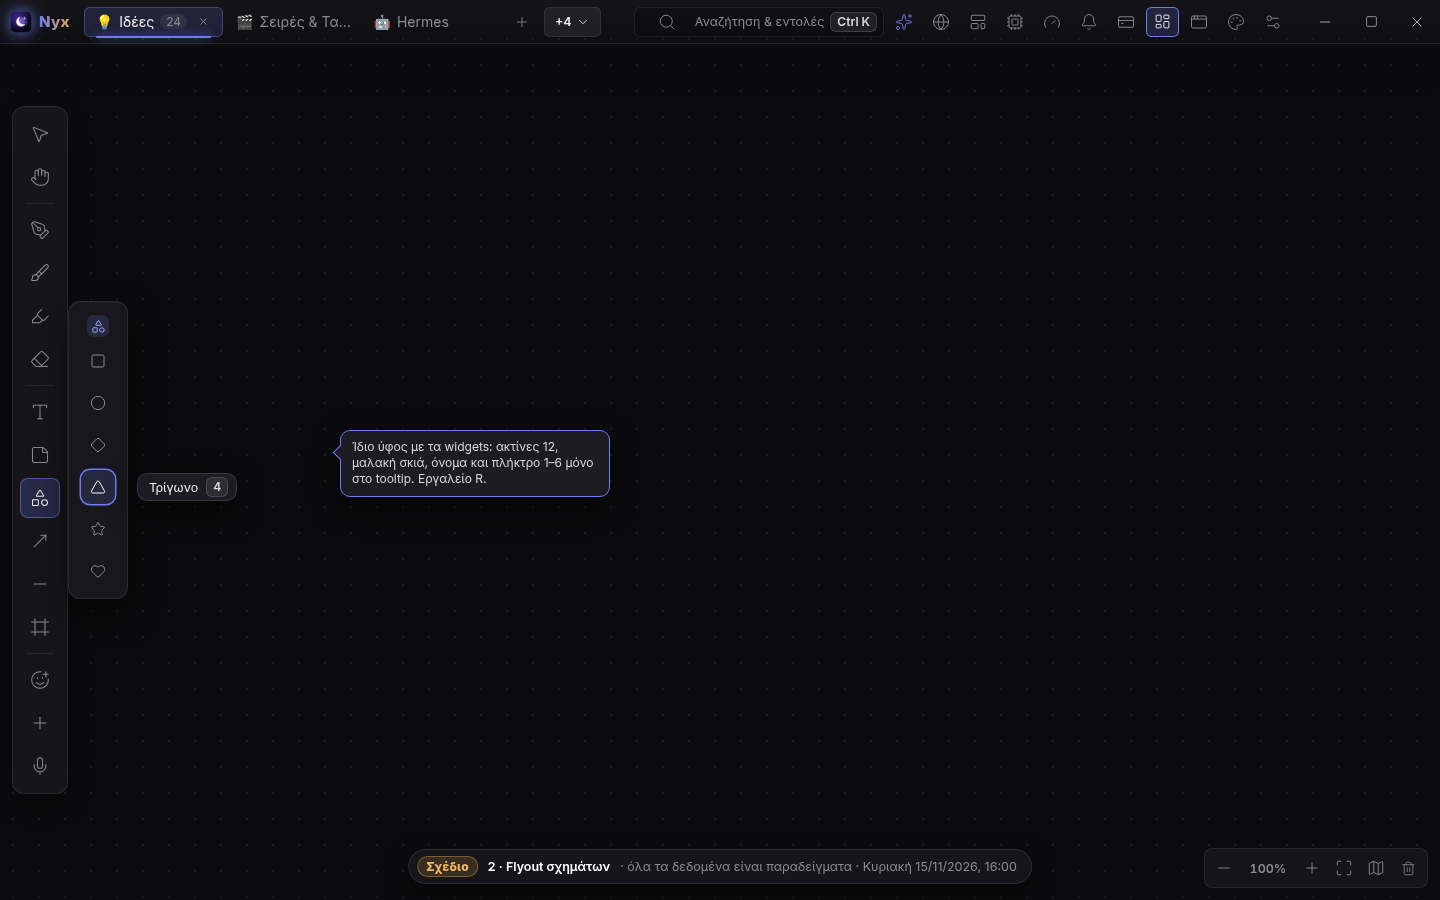 Nyx
Ιδέες 24
Σειρές & Τα...
Hermes
+4
Αναζήτηση & εντολές Ctrl K
Τρίγωνο 4
Ίδιο ύφος με τα widgets: ακτίνες 12,
μαλακή σκιά, όνομα και πλήκτρο 1–6 μόνο
στο tooltip. Εργαλείο R.
Σχέδιο 2 · Flyout σχημάτων · όλα τα δεδομένα είναι παραδείγματα · Κυριακή 15/11/2026, 16:00
100%